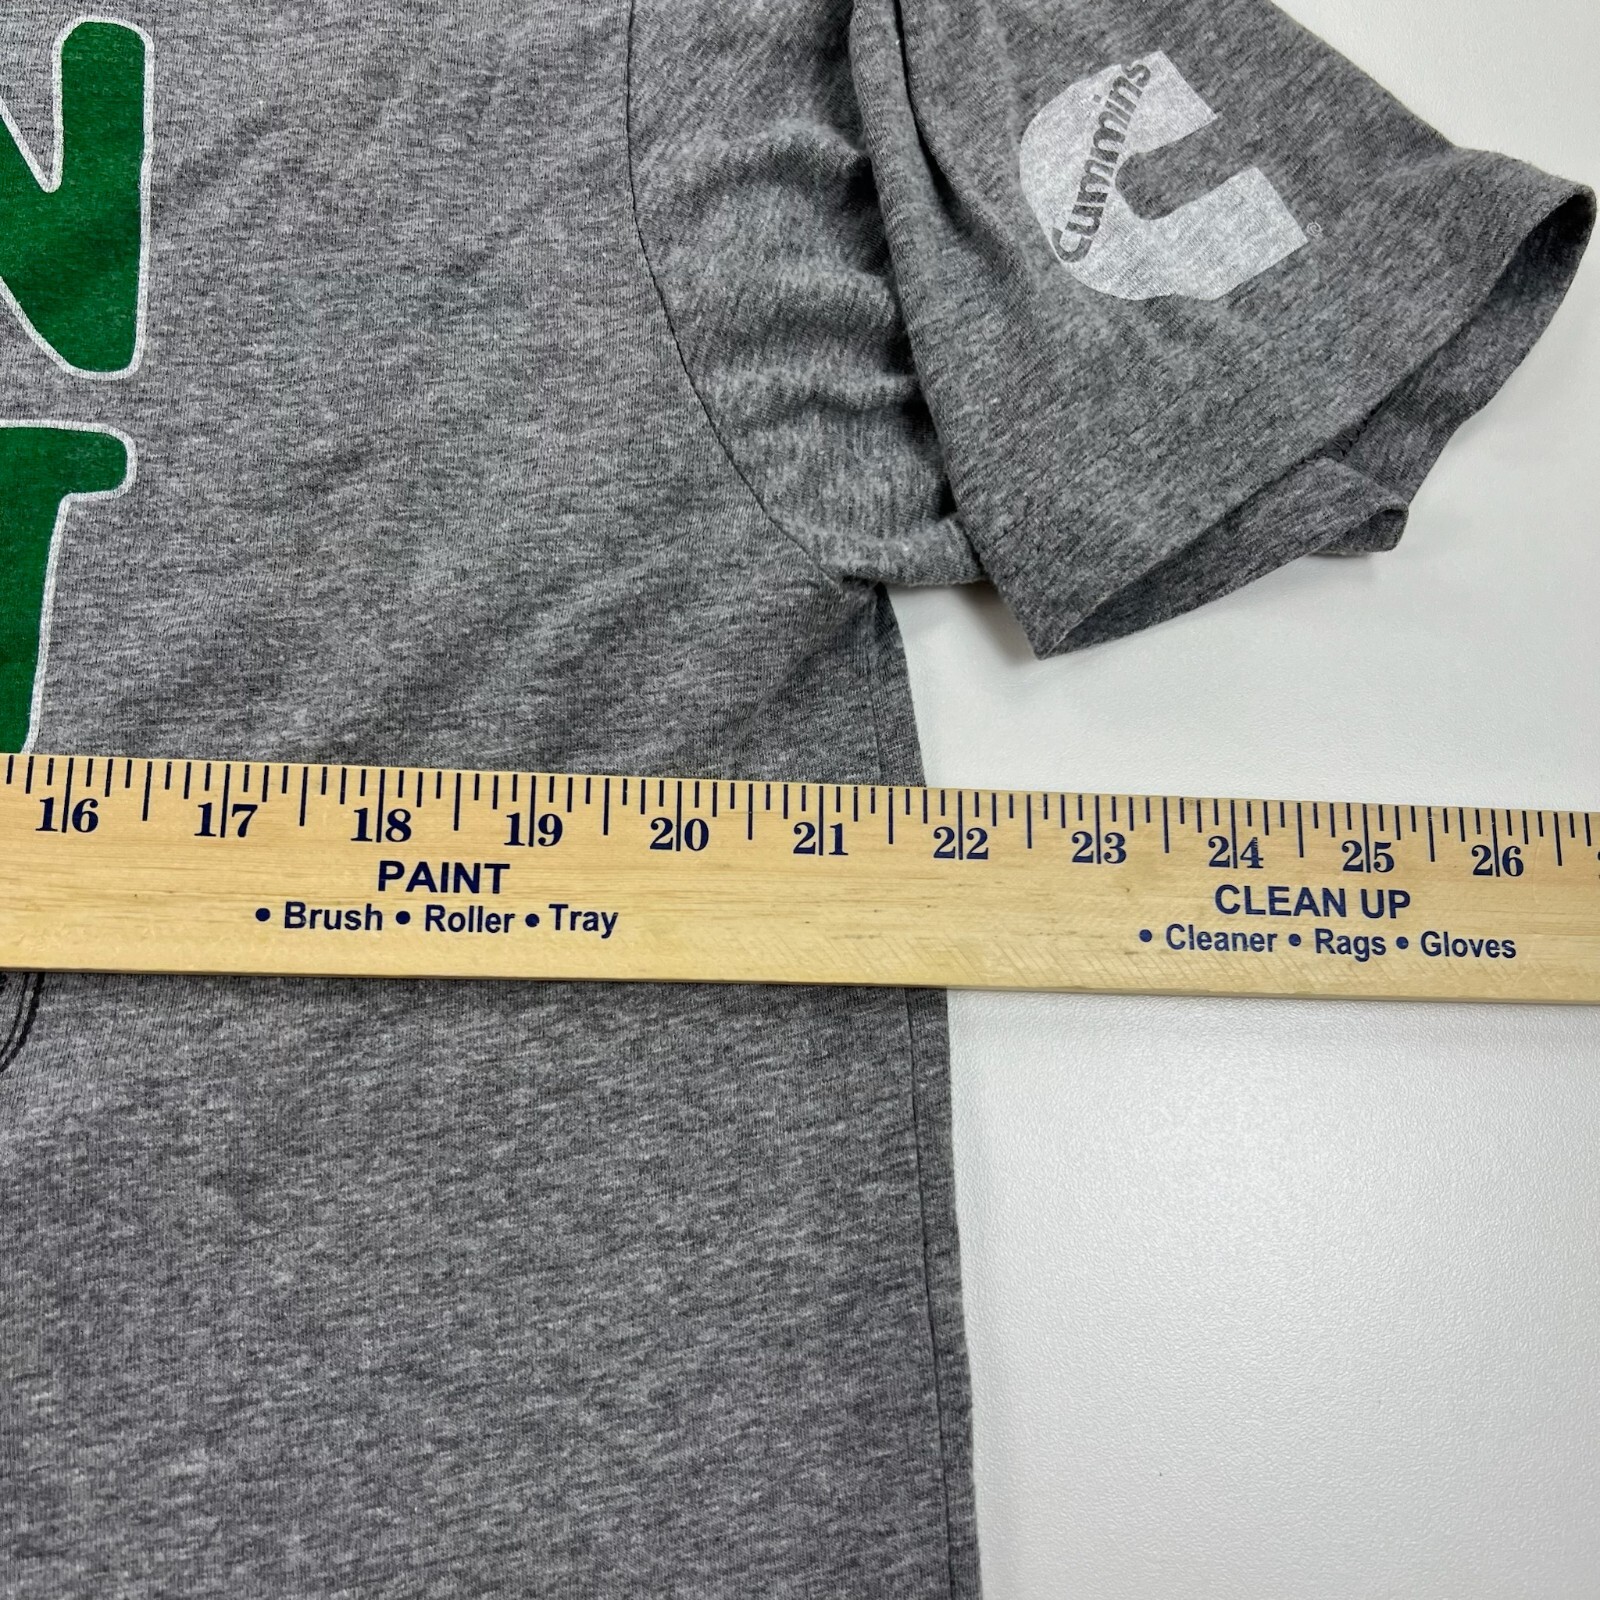 N
Cummins
®
T
16 17 18 19 20 21 22 23 24 25 26
PAINT
• Brush • Roller • Tray
CLEAN UP
• Cleaner • Rags • Gloves